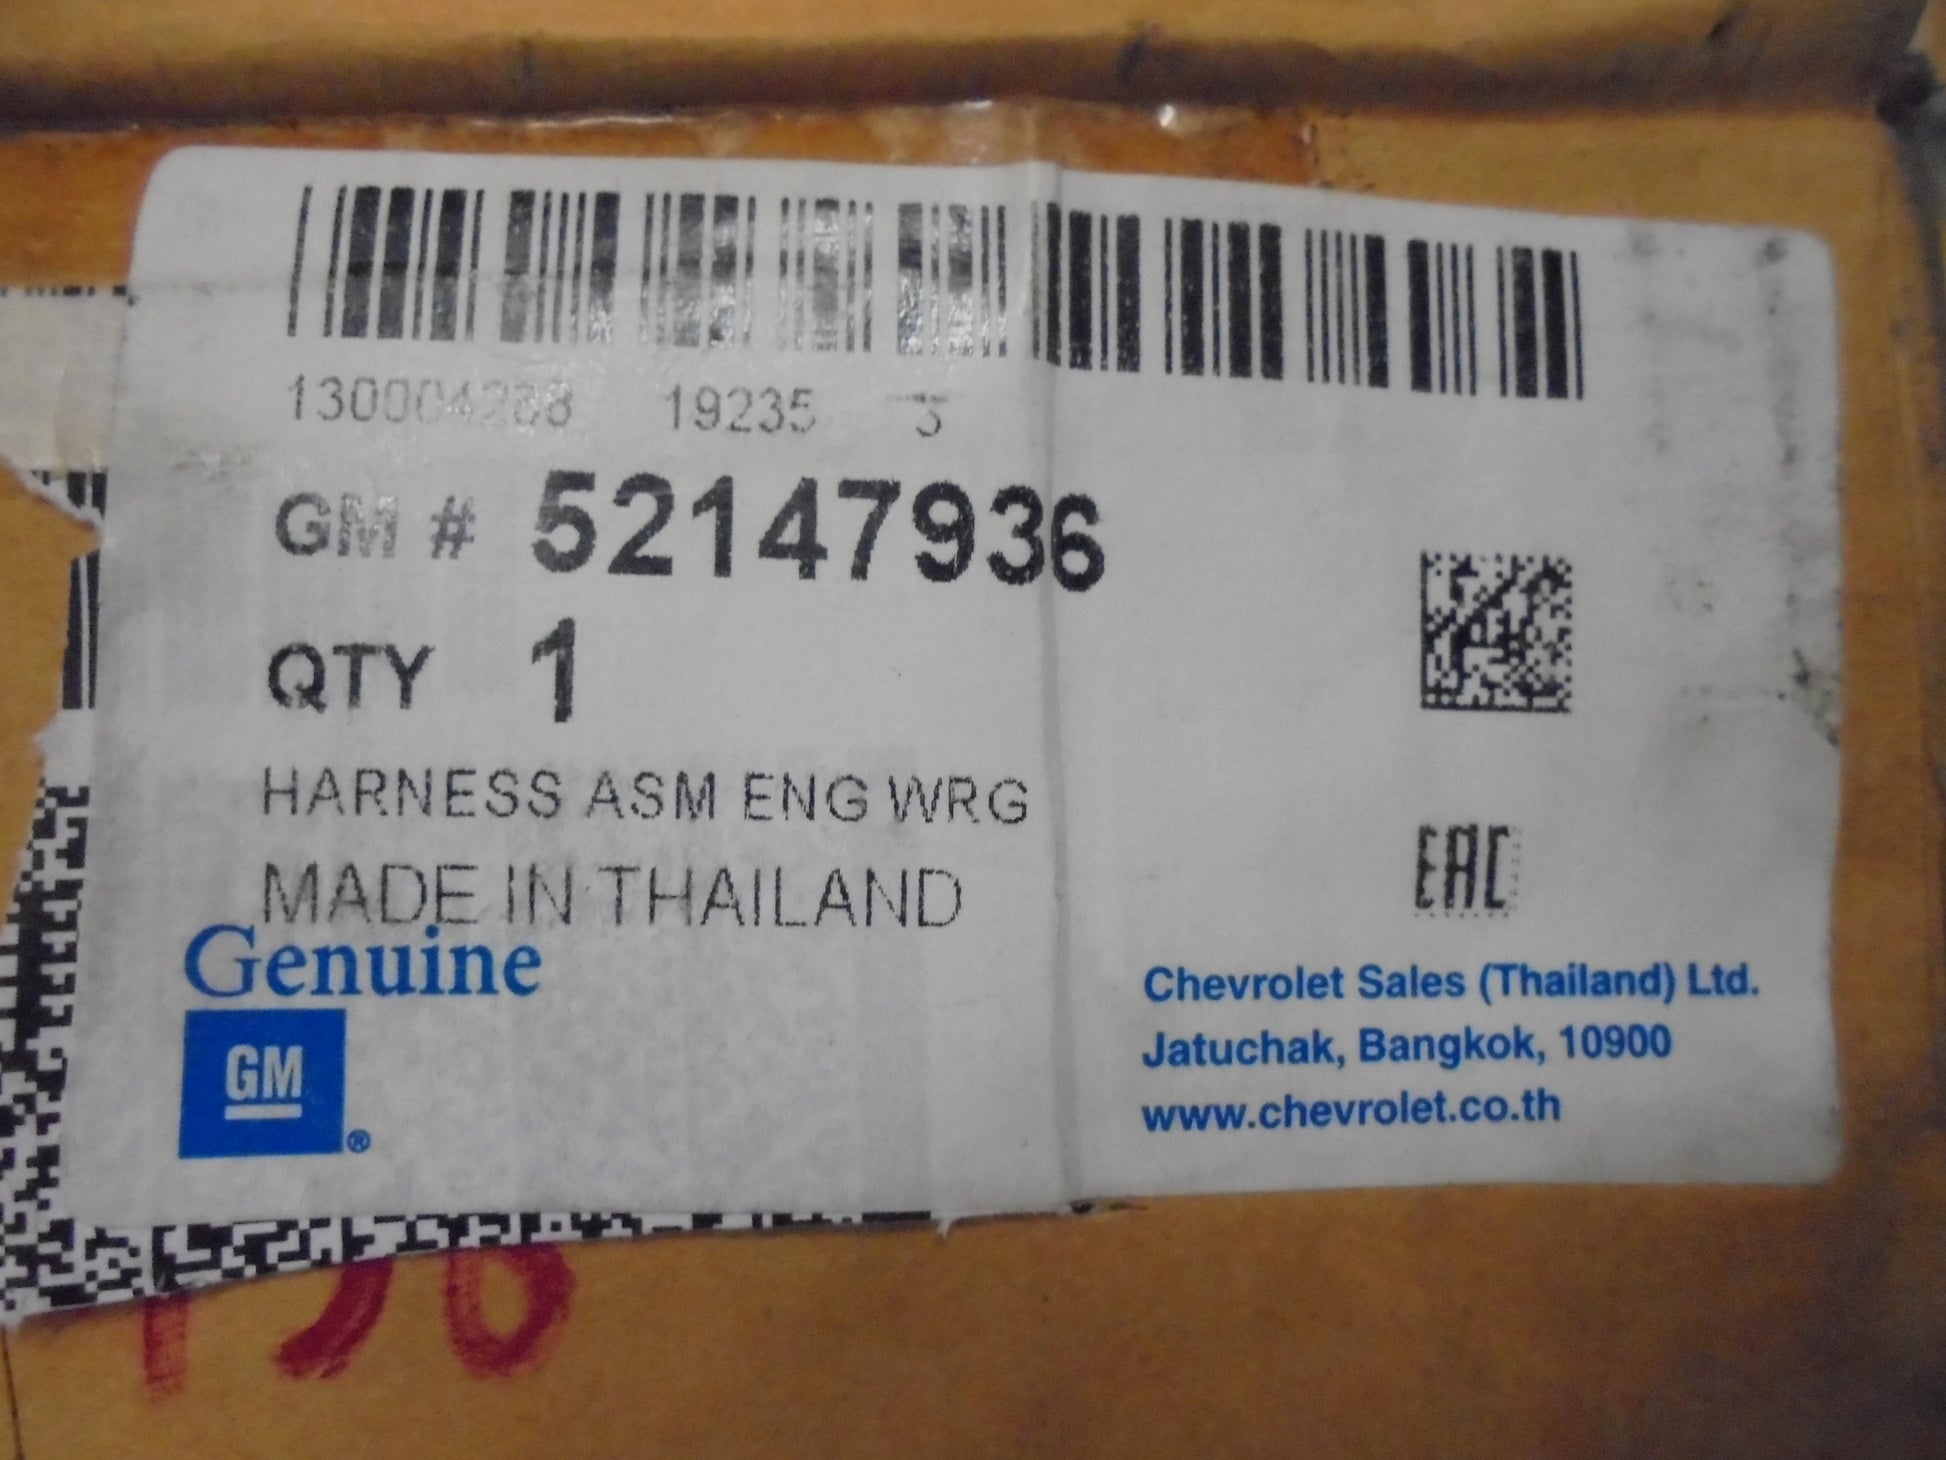 130004288 19235
GM # 52147936
QTY 1
HARNESS ASM ENG WRG
MADE IN THAILAND
Genuine
GM®
EAC
Chevrolet Sales (Thailand) Ltd.
Jatuchak, Bangkok, 10900
www.chevrolet.co.th